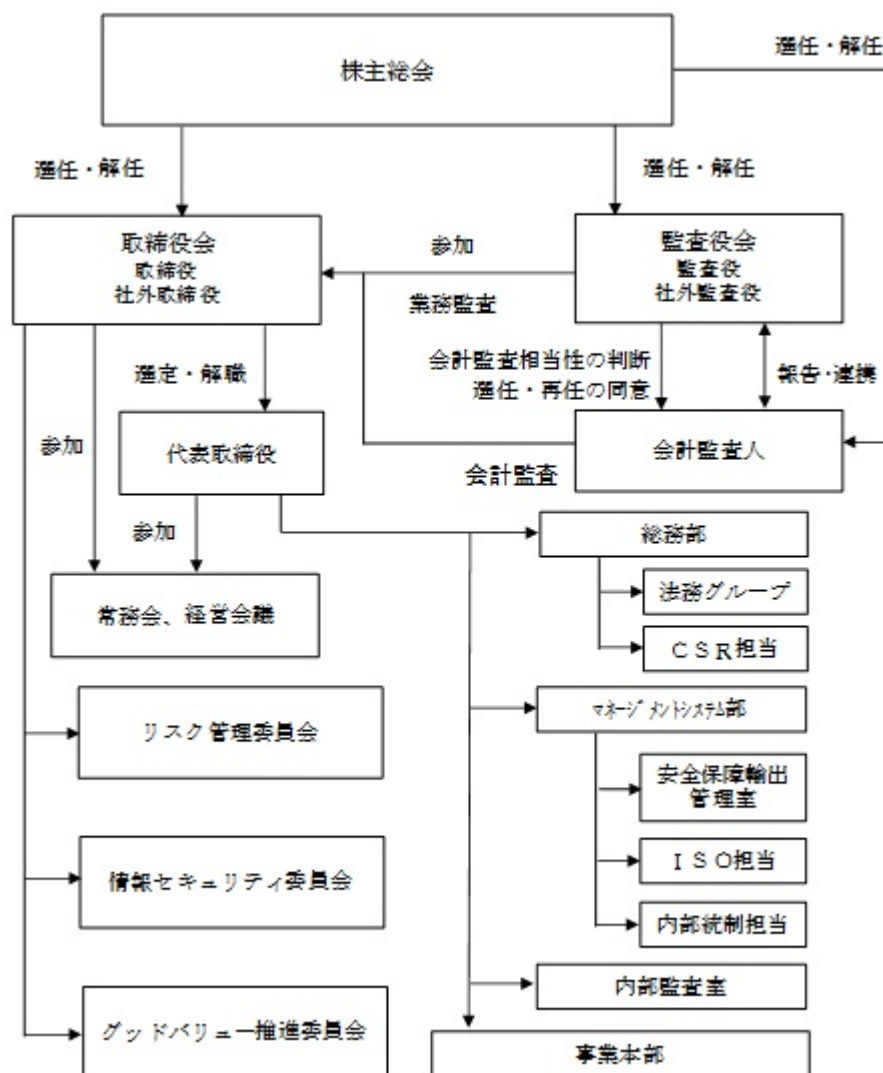 株主総会
選任・解任
選任・解任
選任・解任
取締役会
取締役
社外取締役
参加
業務監査
監査役会
監査役
社外監査役
選定・解職
会計監査相当性の判断
選任・再任の同意
報告・連携
参加
代表取締役
会計監査
会計監査人
参加
常務会、経営会議
総務部
法務グループ
CSR担当
リスク管理委員会
マネージメントシステム部
安全保障輸出
管理室
情報セキュリティ委員会
ISO担当
内部統制担当
内部監査室
グッドバリュー推進委員会
事業本部